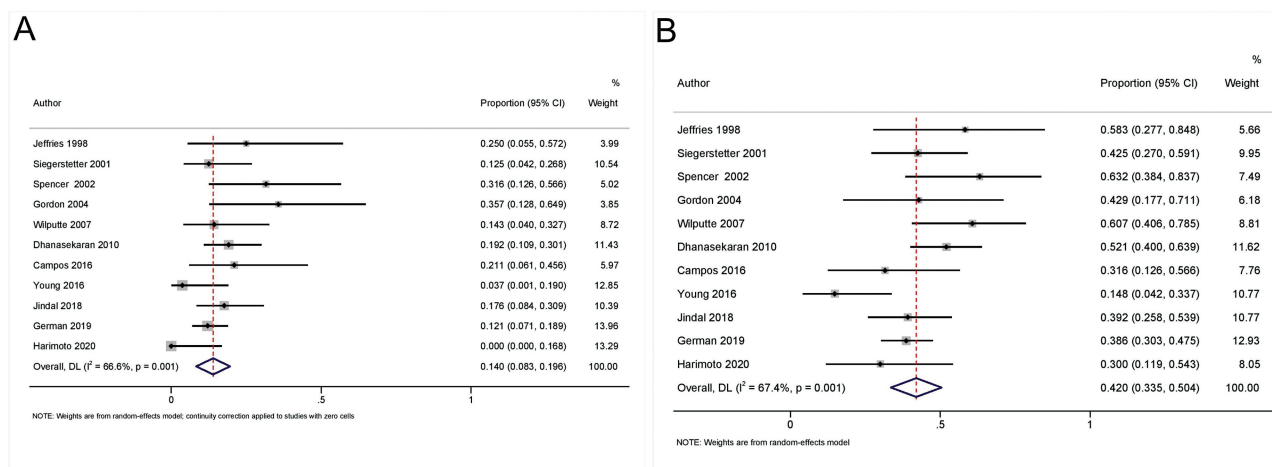 A
%
Author Proportion (95% CI) Weight
Jeffries 1998 0.250 (0.055, 0.572) 3.99
Siegerstetter 2001 0.125 (0.042, 0.268) 10.54
Spencer 2002 0.316 (0.126, 0.566) 5.02
Gordon 2004 0.357 (0.128, 0.649) 3.85
Wilputte 2007 0.143 (0.040, 0.327) 8.72
Dhanasekaran 2010 0.192 (0.109, 0.301) 11.43
Campos 2016 0.211 (0.061, 0.456) 5.97
Young 2016 0.037 (0.001, 0.190) 12.85
Jindal 2018 0.176 (0.084, 0.309) 10.39
German 2019 0.121 (0.071, 0.189) 13.96
Harimoto 2020 0.000 (0.000, 0.168) 13.29
Overall, DL (I² = 66.6%, p = 0.001) 0.140 (0.083, 0.196) 100.00
0 .5 1
NOTE: Weights are from random-effects model; continuity correction applied to studies with zero cells
B
%
Author Proportion (95% CI) Weight
Jeffries 1998 0.583 (0.277, 0.848) 5.66
Siegerstetter 2001 0.425 (0.270, 0.591) 9.95
Spencer 2002 0.632 (0.384, 0.837) 7.49
Gordon 2004 0.429 (0.177, 0.711) 6.18
Wilputte 2007 0.607 (0.406, 0.785) 8.81
Dhanasekaran 2010 0.521 (0.400, 0.639) 11.62
Campos 2016 0.316 (0.126, 0.566) 7.76
Young 2016 0.148 (0.042, 0.337) 10.77
Jindal 2018 0.392 (0.258, 0.539) 10.77
German 2019 0.386 (0.303, 0.475) 12.93
Harimoto 2020 0.300 (0.119, 0.543) 8.05
Overall, DL (I² = 67.4%, p = 0.001) 0.420 (0.335, 0.504) 100.00
0 .5 1
NOTE: Weights are from random-effects model